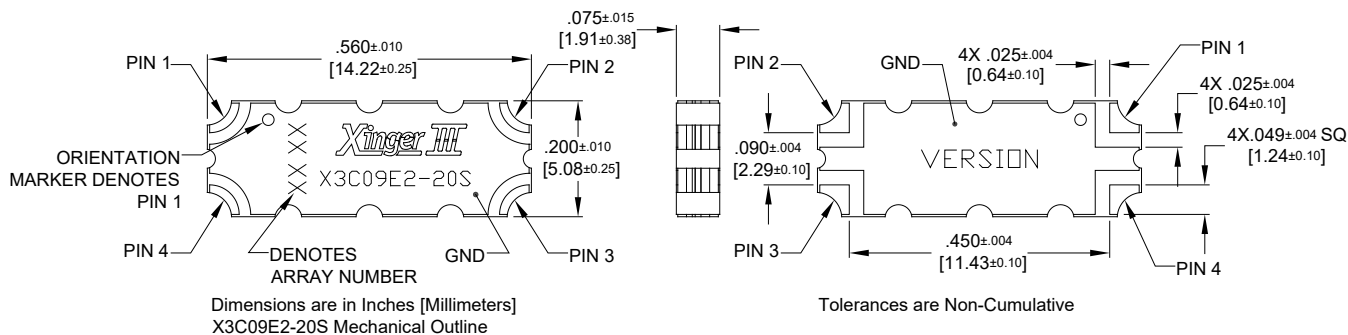 .560±.010
[14.22±0.25]
PIN 1
PIN 2
ORIENTATION
MARKER DENOTES
PIN 1
Xinger III
X3C09E2-20S
XXXXX
.200±.010
[5.08±0.25]
PIN 4
DENOTES
ARRAY NUMBER
GND
PIN 3
Dimensions are in Inches [Millimeters]
X3C09E2-20S Mechanical Outline
.075±.015
[1.91±0.38]
PIN 2
GND
4X .025±.004
[0.64±0.10]
PIN 1
4X .025±.004
[0.64±0.10]
4X.049±.004 SQ
[1.24±0.10]
.090±.004
[2.29±0.10]
VERSION
PIN 3
.450±.004
[11.43±0.10]
PIN 4
Tolerances are Non-Cumulative